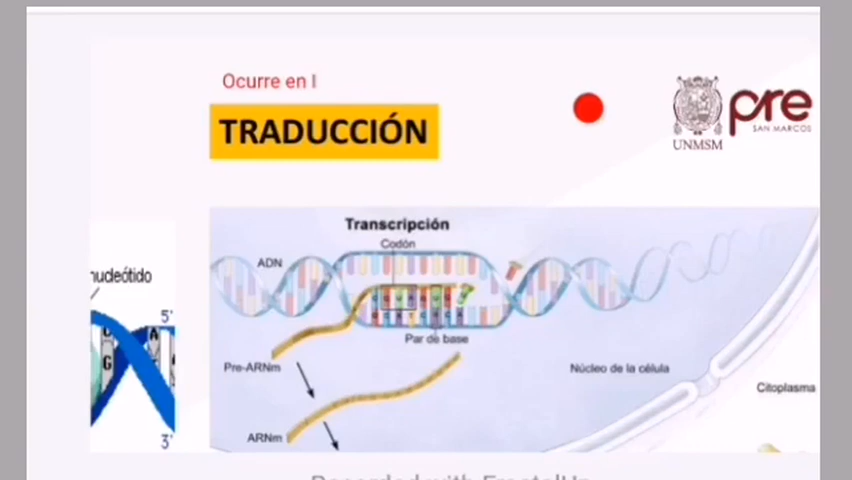 Ocurre en l
TRADUCCIÓN
UNMSM
pre
SAN MARCOS
Transcripción
Codón
ADN
nucleótido
5'
A
G
3'
Par de base
Pre-ARNm
Núcleo de la célula
Citoplasma
ARNm